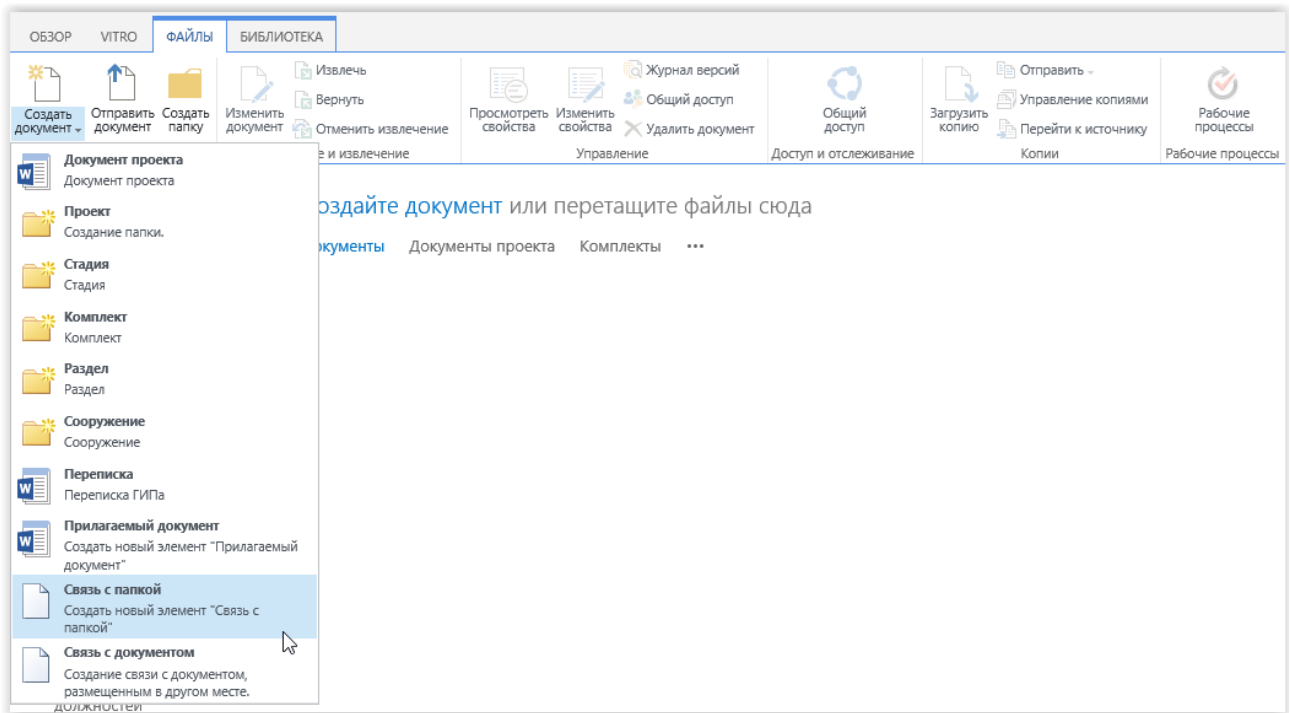 ОБЗОР VITRO ФАЙЛЫ БИБЛИОТЕКА
Создать документ
Отправить документ
Создать папку
Изменить документ
Извлечь
Вернуть
Отменить извлечение
е и извлечение
Просмотреть свойства
Изменить свойства
Журнал версий
Общий доступ
Удалить документ
Управление
Общий доступ
Доступ и отслеживание
Загрузить копию
Отправить
Управление копиями
Перейти к источнику
Копии
Рабочие процессы
Рабочие процессы
Документ проекта
Документ проекта
Проект
Создание папки.
Стадия
Стадия
Комплект
Комплект
Раздел
Раздел
Сооружение
Сооружение
Переписка
Переписка ГИПа
Прилагаемый документ
Создать новый элемент "Прилагаемый
документ"
Связь с папкой
Создать новый элемент "Связь с
папкой"
Связь с документом
Создание связи с документом,
размещенным в другом месте.
должностей
оздайте документ или перетащите файлы сюда
окументы Документы проекта Комплекты •••